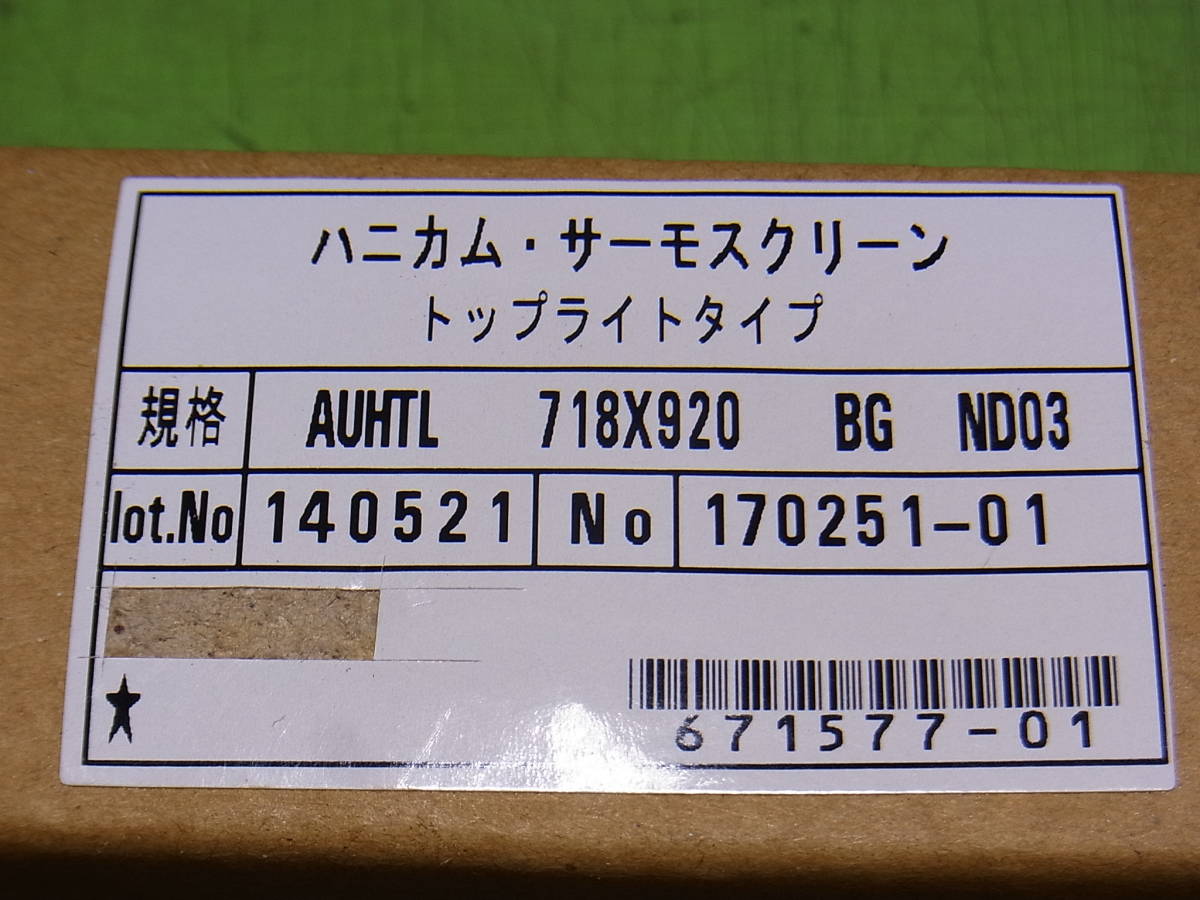 ハニカム・サーモスクリーン
トップライトタイプ
規格 AUHTL 718X920 BG ND03
lot.No 140521 No 170251-01
★
671577-01